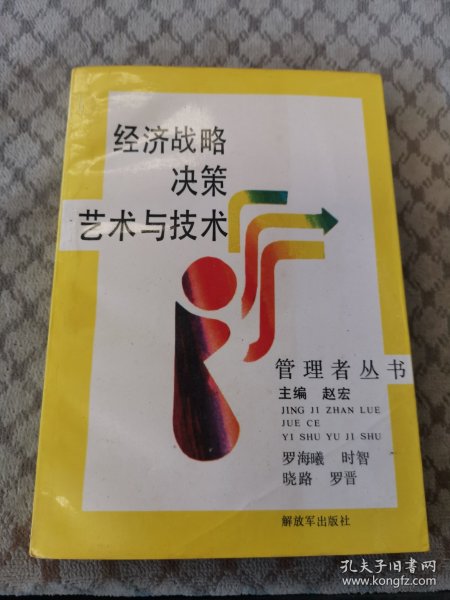 经济战略
决策
艺术与技术
管理者丛书
主编 赵宏
JING JI ZHAN LUE
JUE CE
YI SHU YU JI SHU
罗海曦 时智
晓路 罗晋
解放军出版社
孔夫子旧书网
www.kongfz.com